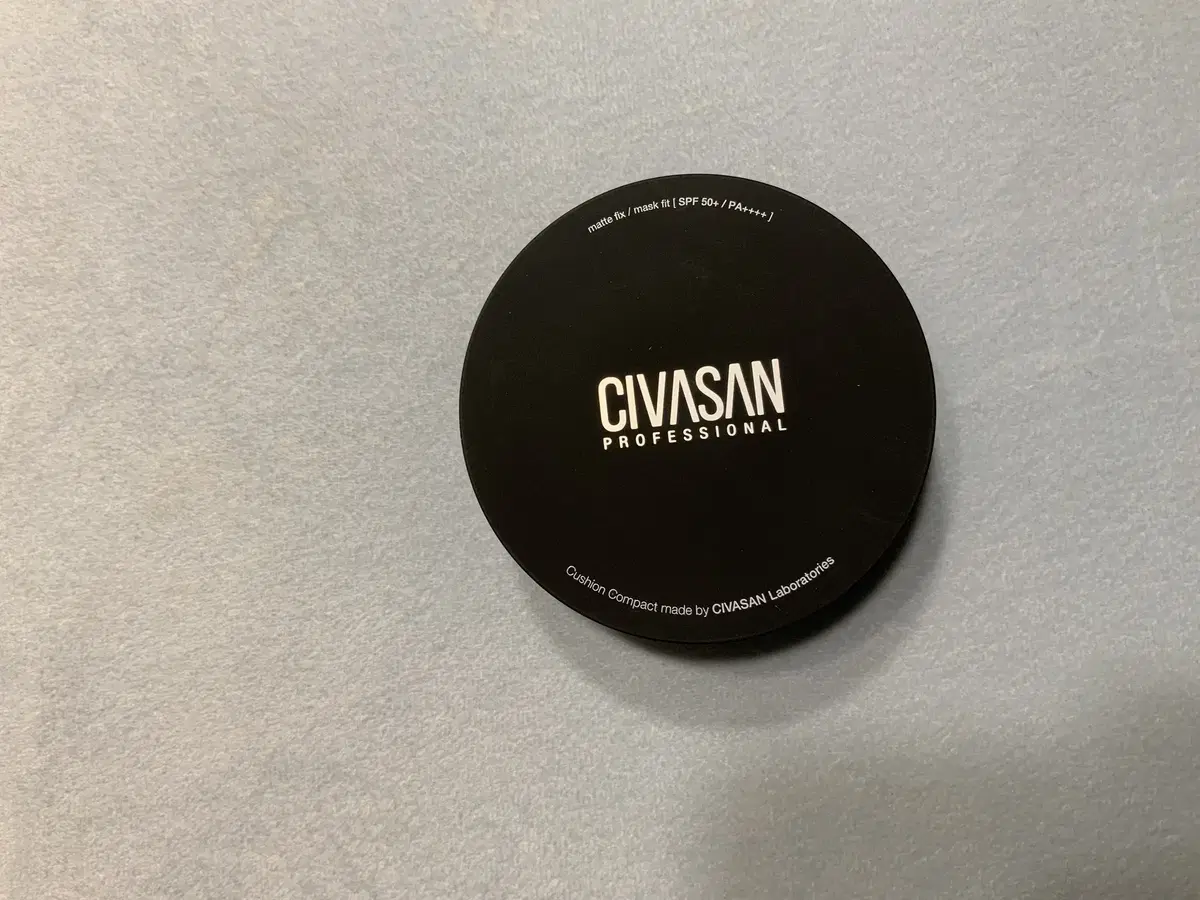 matte fix / mask fit [ SPF 50+ / PA++++ ]
CIVASAN
PROFESSIONAL
Cushion Compact made by CIVASAN Laboratories